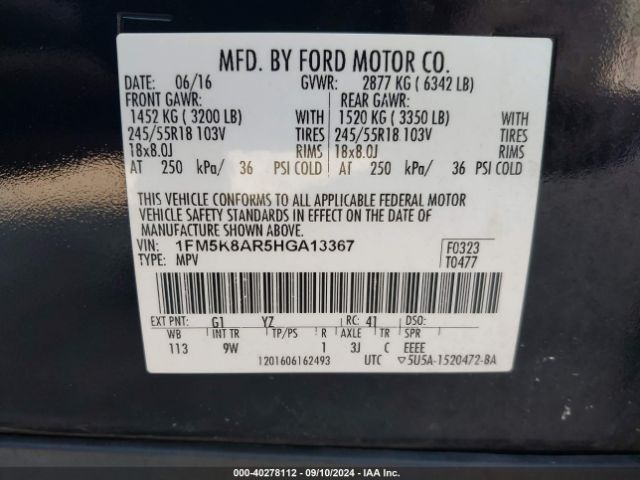 MFD. BY FORD MOTOR CO.
DATE: 06/16 GVWR: 2877 KG ( 6342 LB)
FRONT GAWR: REAR GAWR:
1452 KG ( 3200 LB) WITH 1520 KG ( 3350 LB) WITH
245/55R18 103V TIRES 245/55R18 103V TIRES
18x8.0J RIMS 18x8.0J RIMS
AT 250 kPa/ 36 PSI COLD AT 250 kPa/ 36 PSI COLD
THIS VEHICLE CONFORMS TO ALL APPLICABLE FEDERAL MOTOR
VEHICLE SAFETY STANDARDS IN EFFECT ON THE DATE OF
MANUFACTURE SHOWN ABOVE.
VIN: 1FM5K8AR5HGA13367 F0323
TYPE: MPV T0477
EXT PNT: G1 YZ RC: 41 DSO:
WB INT TR TP/PS R AXLE TR SPR
113 9W 1 3J C EEEE
1201606162493 UTC ▽5U5A-1520472-BA
000-40278112 - 09/10/2024 - IAA Inc.